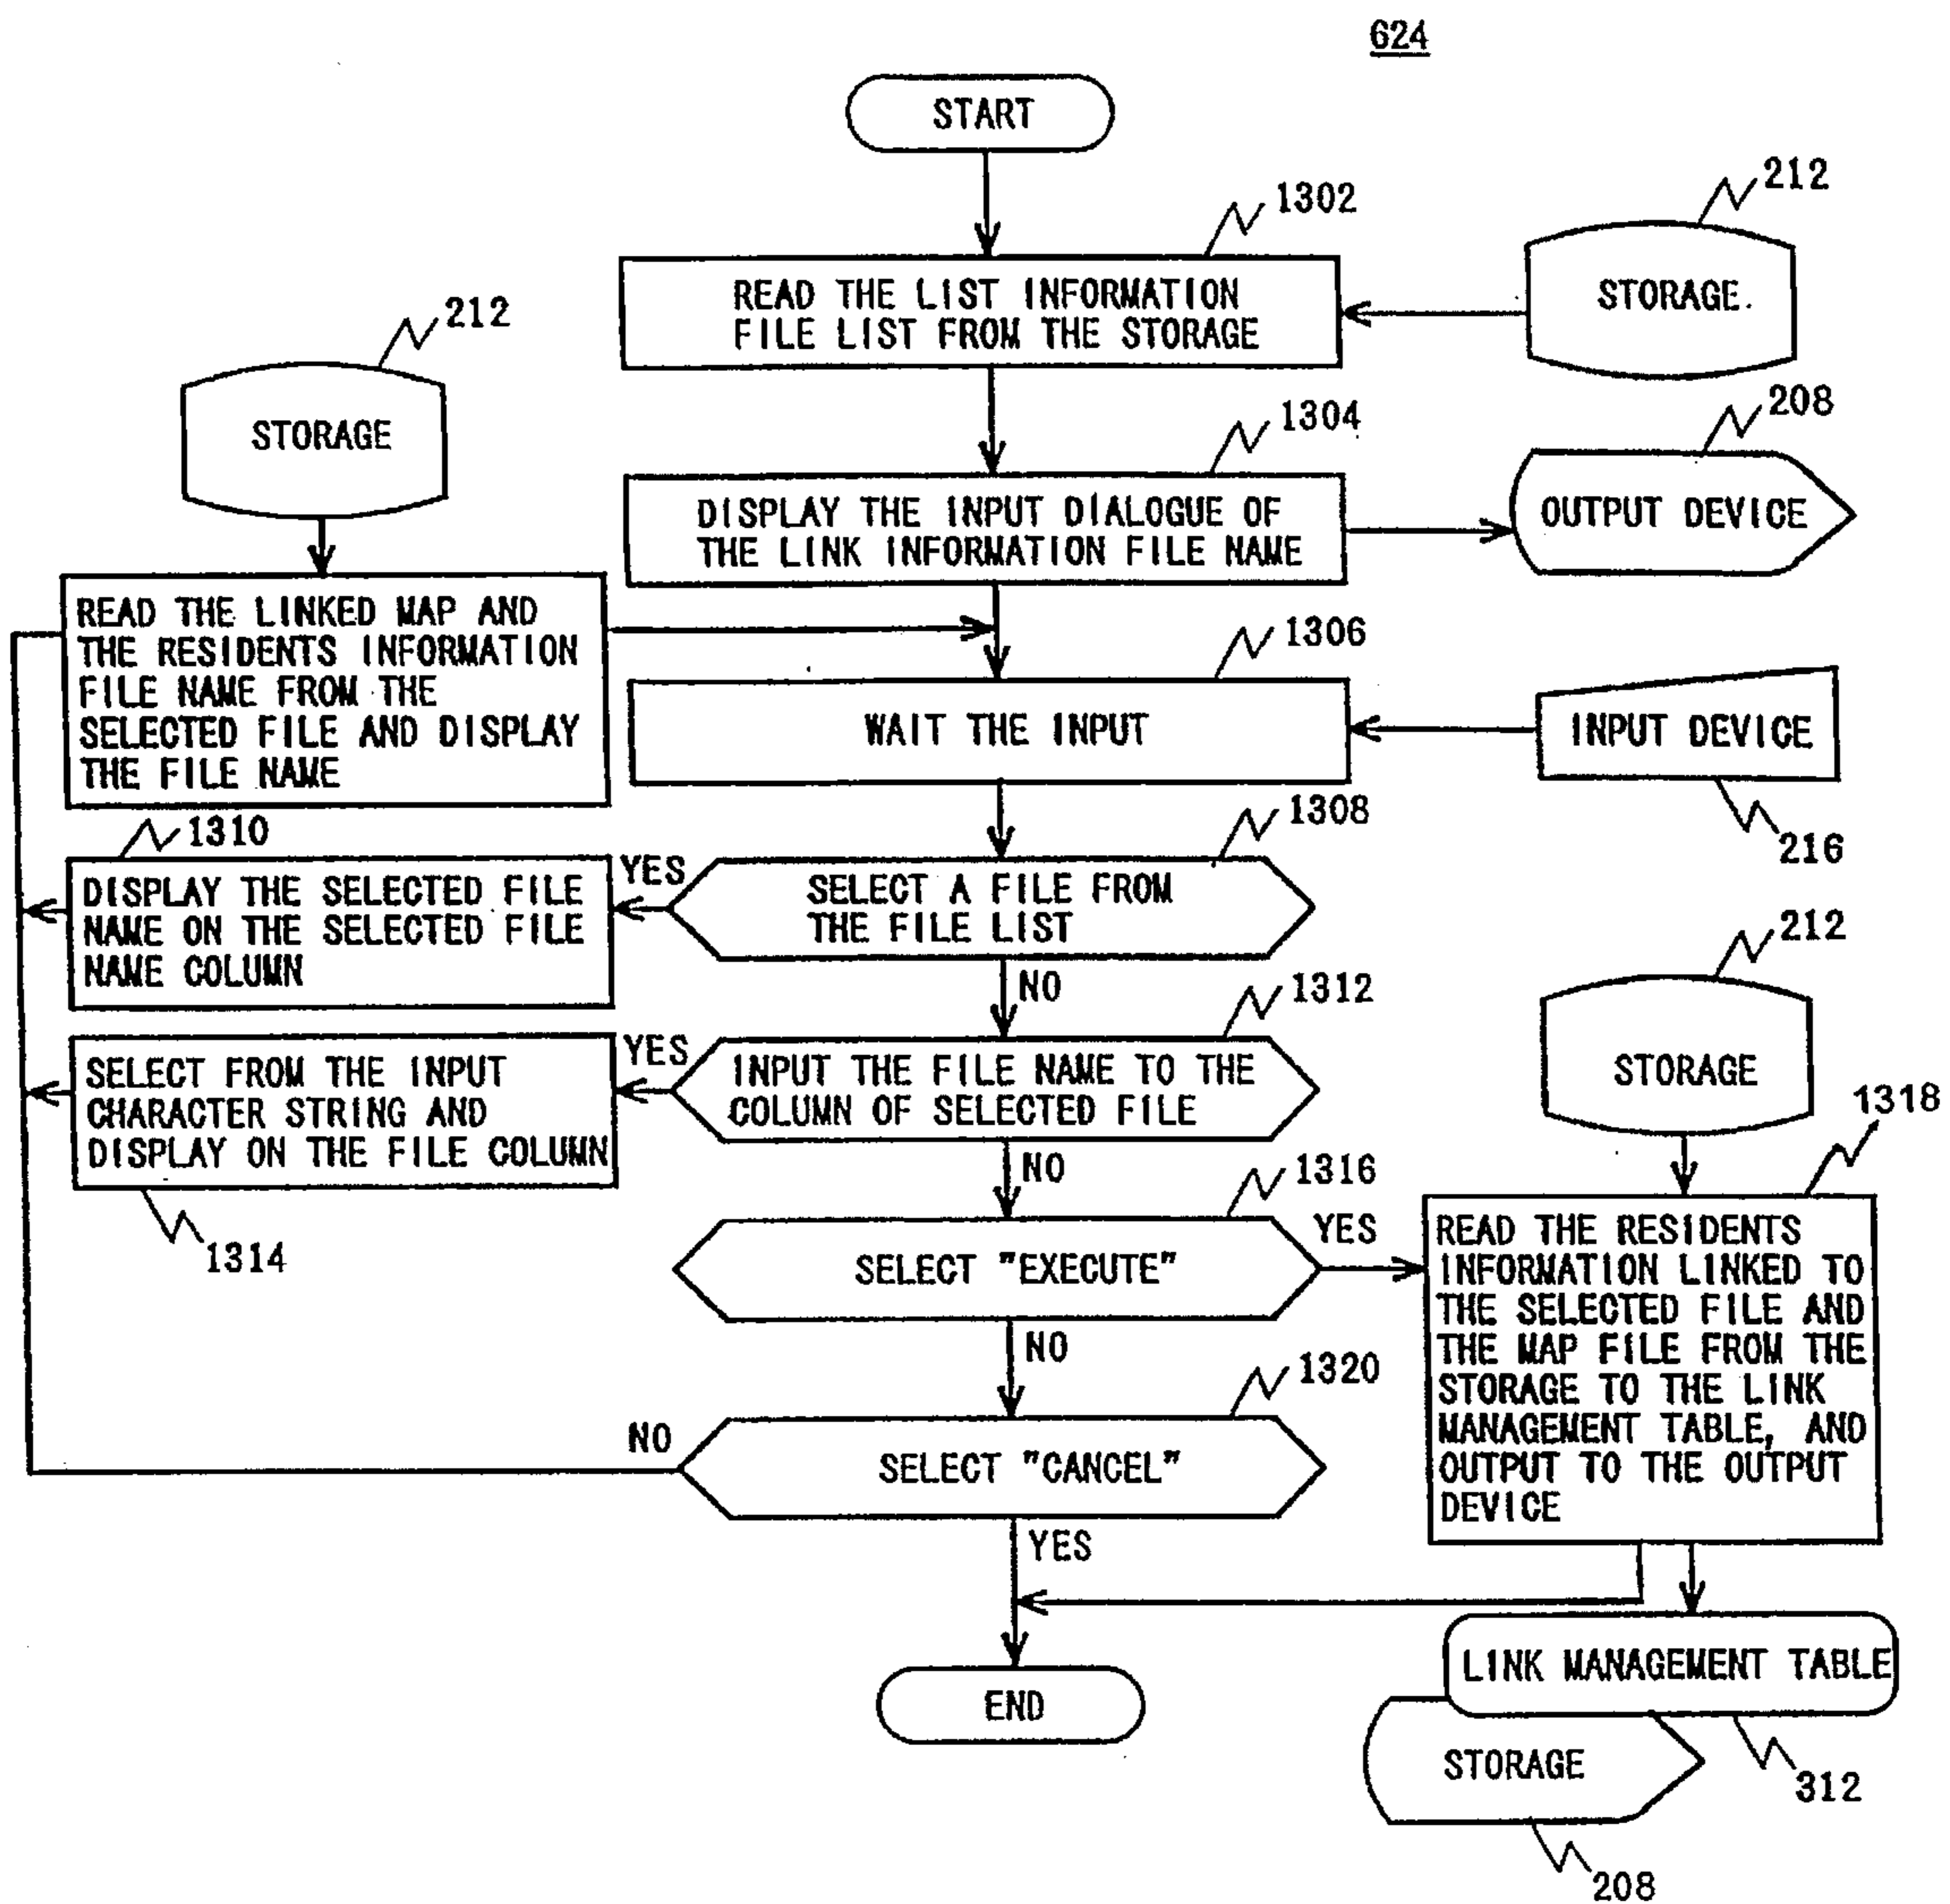 624
START
1302
212
READ THE LIST INFORMATION
FILE LIST FROM THE STORAGE
STORAGE.
212
STORAGE
1304
208
DISPLAY THE INPUT DIALOGUE OF
THE LINK INFORMATION FILE NAME
OUTPUT DEVICE
READ THE LINKED MAP AND
THE RESIDENTS INFORMATION
FILE NAME FROM THE
SELECTED FILE AND DISPLAY
THE FILE NAME
1306
WAIT THE INPUT
INPUT DEVICE
216
1308
1310
YES
SELECT A FILE FROM
THE FILE LIST
DISPLAY THE SELECTED FILE
NAME ON THE SELECTED FILE
NAME COLUMN
NO
1312
212
STORAGE
YES
INPUT THE FILE NAME TO THE
COLUMN OF SELECTED FILE
SELECT FROM THE INPUT
CHARACTER STRING AND
DISPLAY ON THE FILE COLUMN
1314
NO
1316
1318
YES
SELECT "EXECUTE"
READ THE RESIDENTS
INFORMATION LINKED TO
THE SELECTED FILE AND
THE MAP FILE FROM THE
STORAGE TO THE LINK
MANAGEMENT TABLE, AND
OUTPUT TO THE OUTPUT
DEVICE
NO
1320
NO
SELECT "CANCEL"
YES
END
LINK MANAGEMENT TABLE
312
STORAGE
208